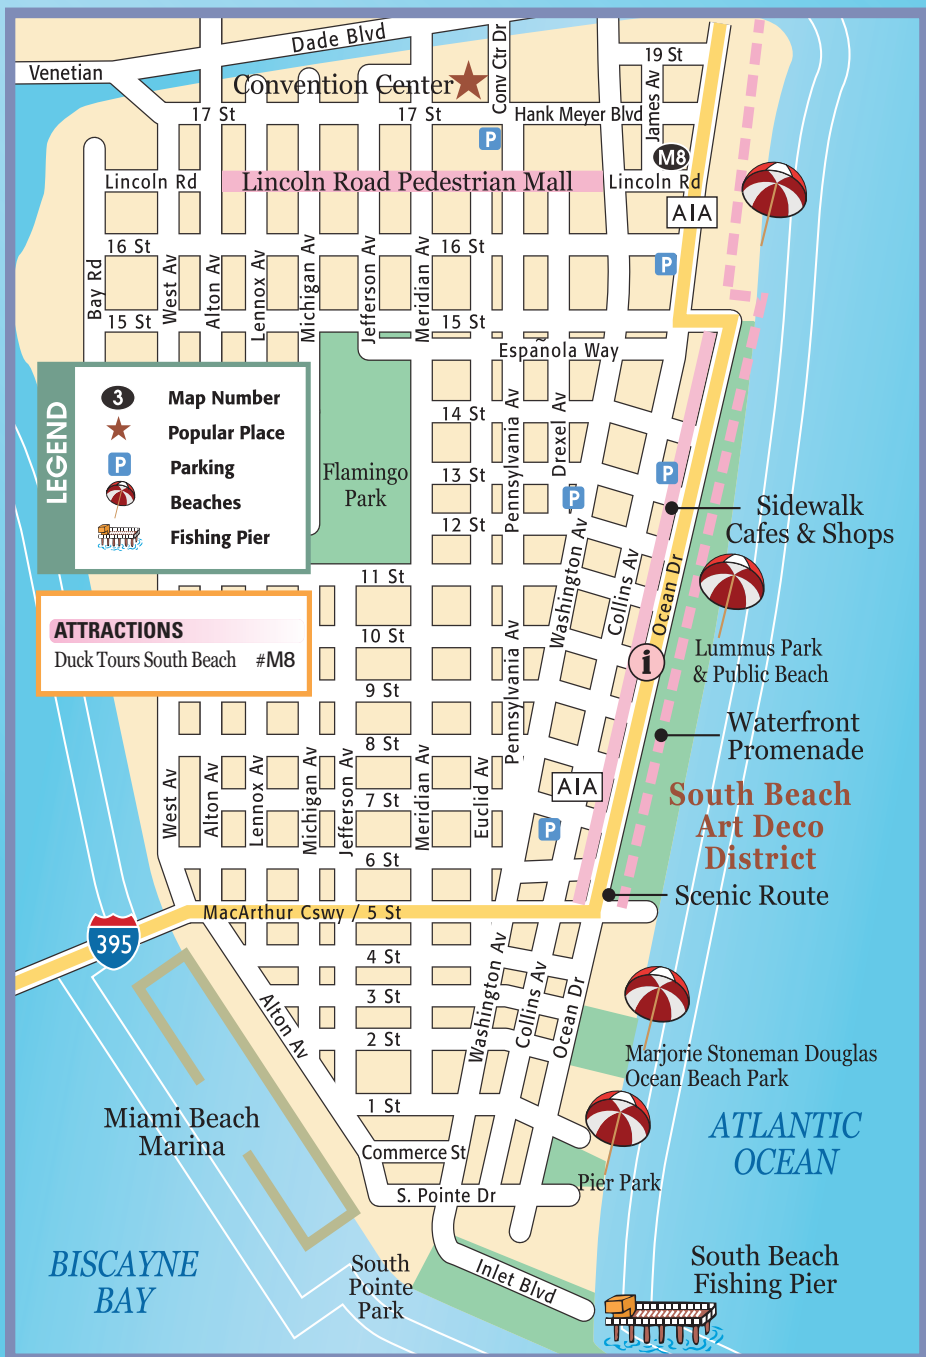 Dade Blvd
Venetian
Convention Center
Conv Ctr Dr
19 St
James Av
17 St
17 St
Hank Meyer Blvd
P
M8
Lincoln Rd
Lincoln Road Pedestrian Mall
Lincoln Rd
A1A
16 St
16 St
P
Bay Rd
West Av
Alton Av
Lennox Av
Michigan Av
Jefferson Av
Meridian Av
15 St
15 St
Espanola Way
LEGEND
3 Map Number
Popular Place
P Parking
Beaches
Fishing Pier
14 St
Pennsylvania Av
Drexel Av
Flamingo
Park
13 St
P
P
12 St
Sidewalk
Cafes & Shops
Washington Av
Collins Av
Ocean Dr
11 St
ATTRACTIONS
Duck Tours South Beach #M8
10 St
Pennsylvania Av
i
Lummus Park
& Public Beach
9 St
Waterfront
Promenade
8 St
West Av
Alton Av
Lennox Av
Michigan Av
Jefferson Av
Meridian Av
Euclid Av
A1A
7 St
P
South Beach
Art Deco
District
6 St
Scenic Route
MacArthur Cswy / 5 St
395
4 St
Washington Av
Collins Av
Ocean Dr
3 St
Alton Av
2 St
Marjorie Stoneman Douglas
Ocean Beach Park
1 St
Miami Beach
Marina
ATLANTIC
OCEAN
Commerce St
Pier Park
S. Pointe Dr
BISCAYNE
BAY
South
Pointe
Park
Inlet Blvd
South Beach
Fishing Pier